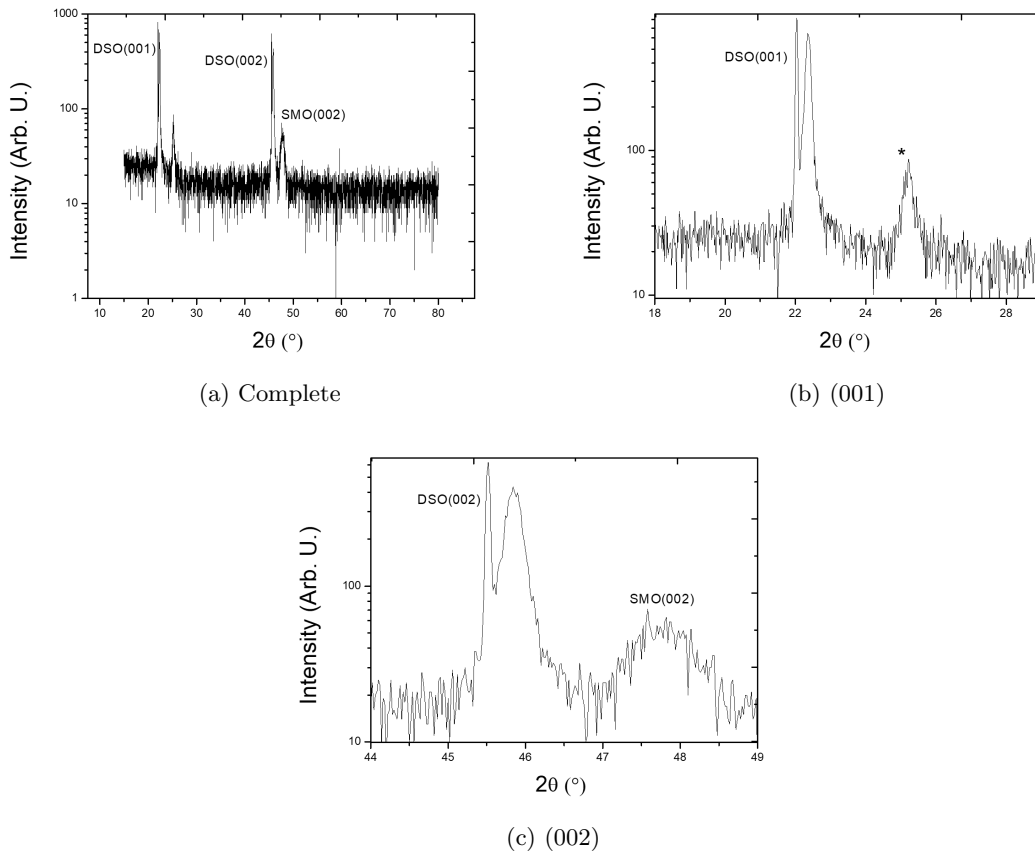 1000
100
10
1
Intensity (Arb. U.)
DSO(001)
DSO(002)
SMO(002)
10 20 30 40 50 60 70 80
2θ (°)
(a) Complete
100
10
Intensity (Arb. U.)
DSO(001)
*
18 20 22 24 26 28
2θ (°)
(b) (001)
100
10
Intensity (Arb. U.)
DSO(002)
SMO(002)
44 45 46 47 48 49
2θ (°)
(c) (002)